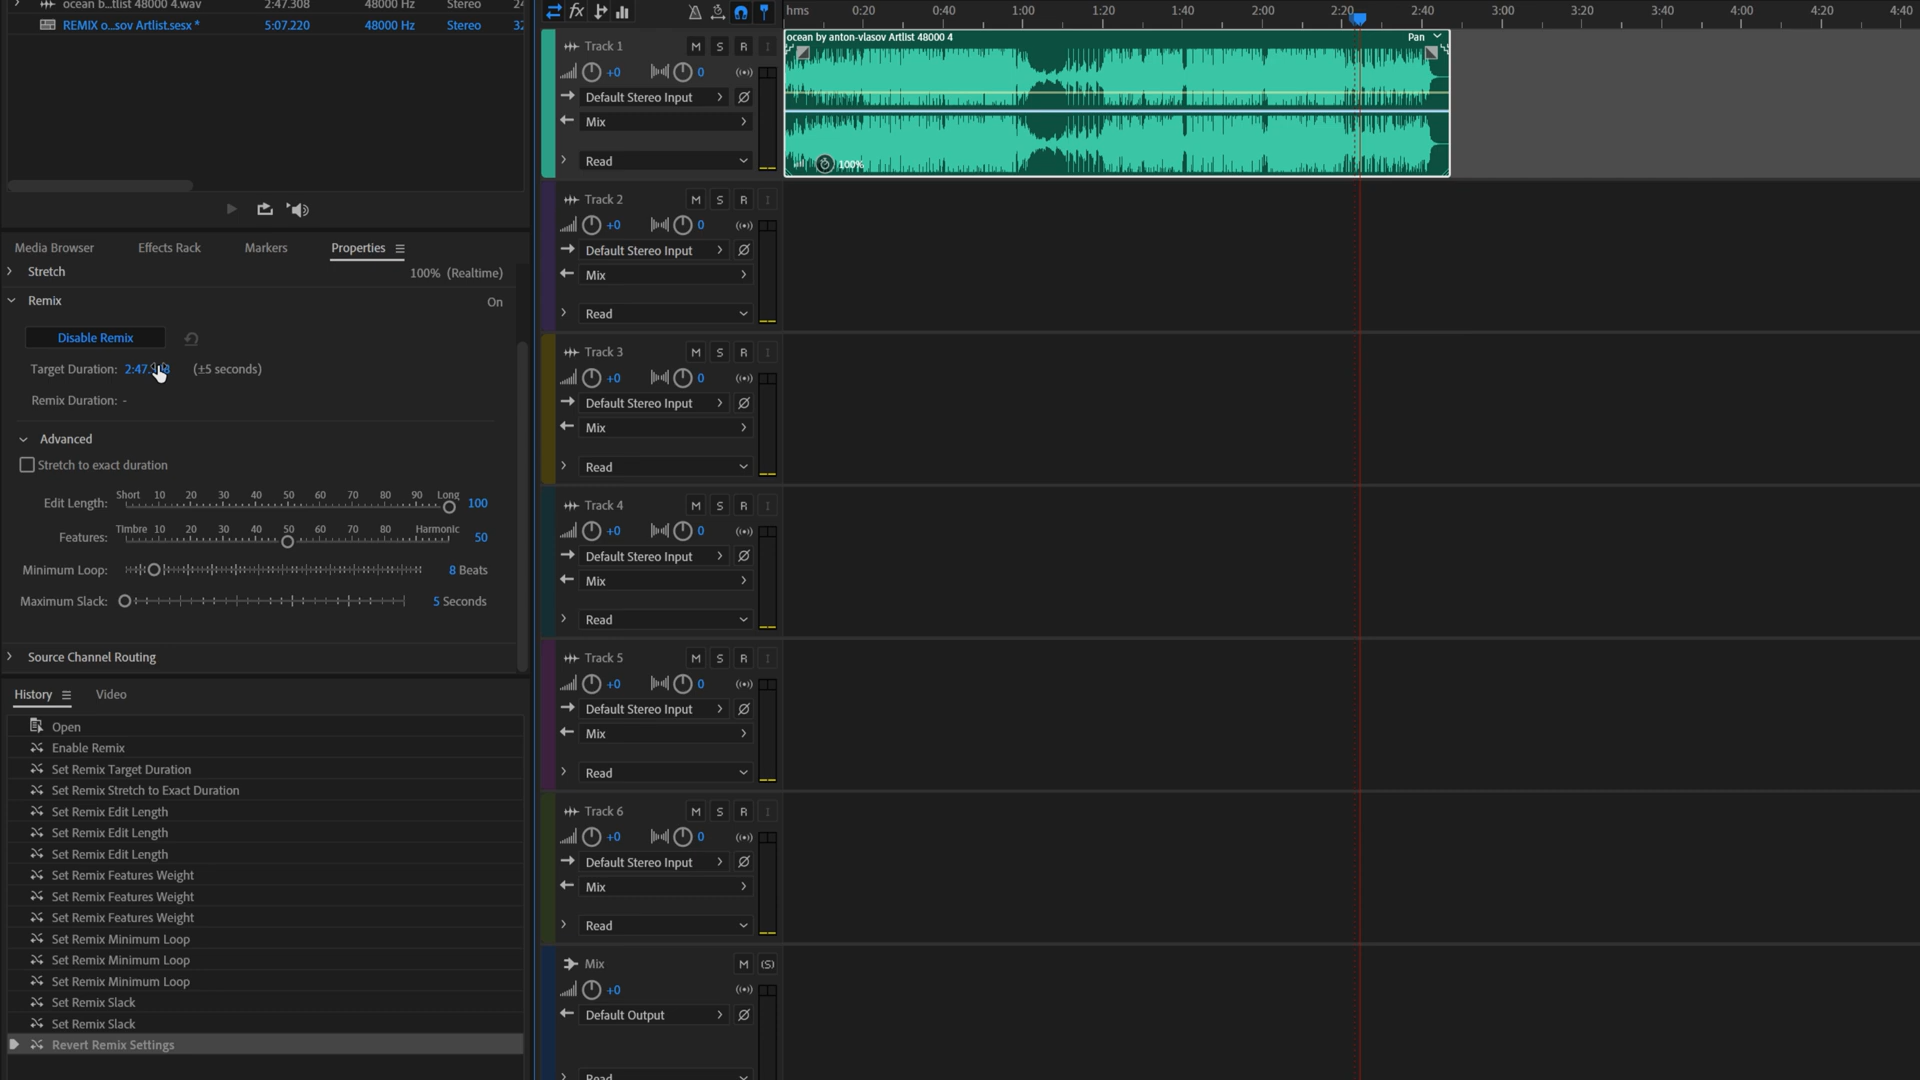 ocean b...tlist 48000 4.wav 2:47.308 48000 Hz Stereo
REMIX o...sov Artlist.sesx * 5:07.220 48000 Hz Stereo 32
Media Browser Effects Rack Markers Properties
Stretch 100% (Realtime)
Remix On
Disable Remix
Target Duration: (±5 seconds)
Remix Duration: -
Advanced
Stretch to exact duration
Short 10 20 30 40 50 60 70 80 90 Long
Edit Length: 100
Timbre 10 20 30 40 50 60 70 80 Harmonic
Features: 50
Minimum Loop: 8 Beats
Maximum Slack: 5 Seconds
Source Channel Routing
History Video
Open
Enable Remix
Set Remix Target Duration
Set Remix Stretch to Exact Duration
Set Remix Edit Length
Set Remix Edit Length
Set Remix Edit Length
Set Remix Features Weight
Set Remix Features Weight
Set Remix Features Weight
Set Remix Minimum Loop
Set Remix Minimum Loop
Set Remix Minimum Loop
Set Remix Slack
Set Remix Slack
Revert Remix Settings
fx
hms 0:20 0:40 1:00 1:20 1:40 2:00 2:20 2:40 3:00 3:20 3:40 4:00 4:20 4:40
ocean by anton-vlasov Artlist 48000 4 Pan
100%
Track 1 M S R I
+0 0
Default Stereo Input
Mix
Read
Track 2 M S R I
+0 0
Default Stereo Input
Mix
Read
Track 3 M S R I
+0 0
Default Stereo Input
Mix
Read
Track 4 M S R I
+0 0
Default Stereo Input
Mix
Read
Track 5 M S R I
+0 0
Default Stereo Input
Mix
Read
Track 6 M S R I
+0 0
Default Stereo Input
Mix
Read
Mix M (S)
+0
Default Output
Read